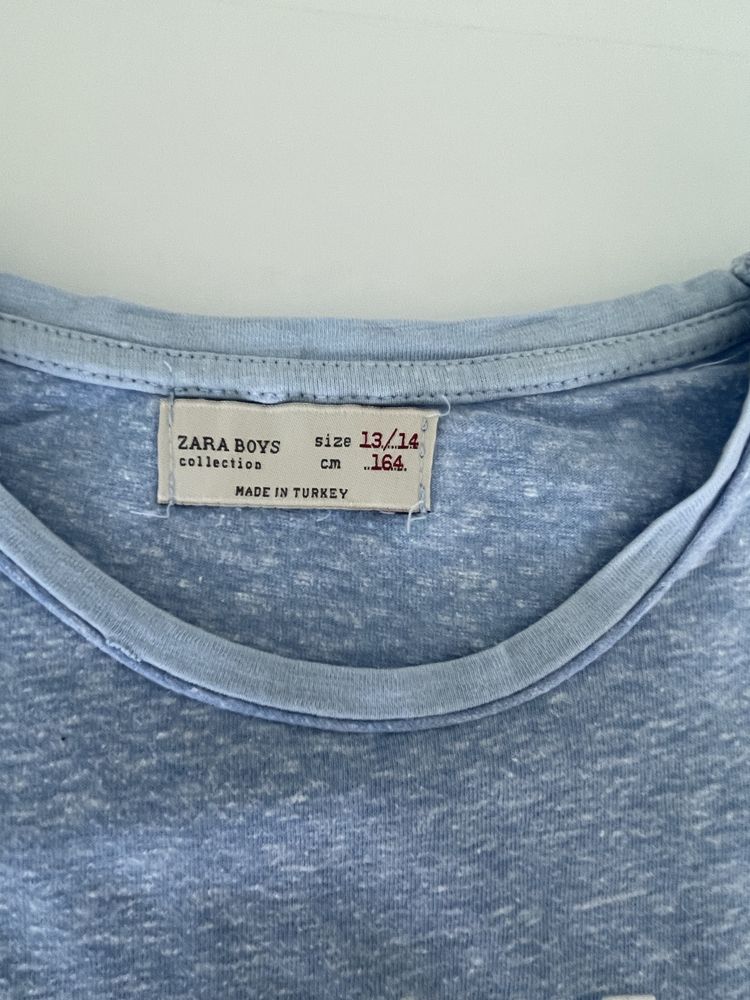 ZARA BOYS size 13/14
collection cm 164
MADE IN TURKEY